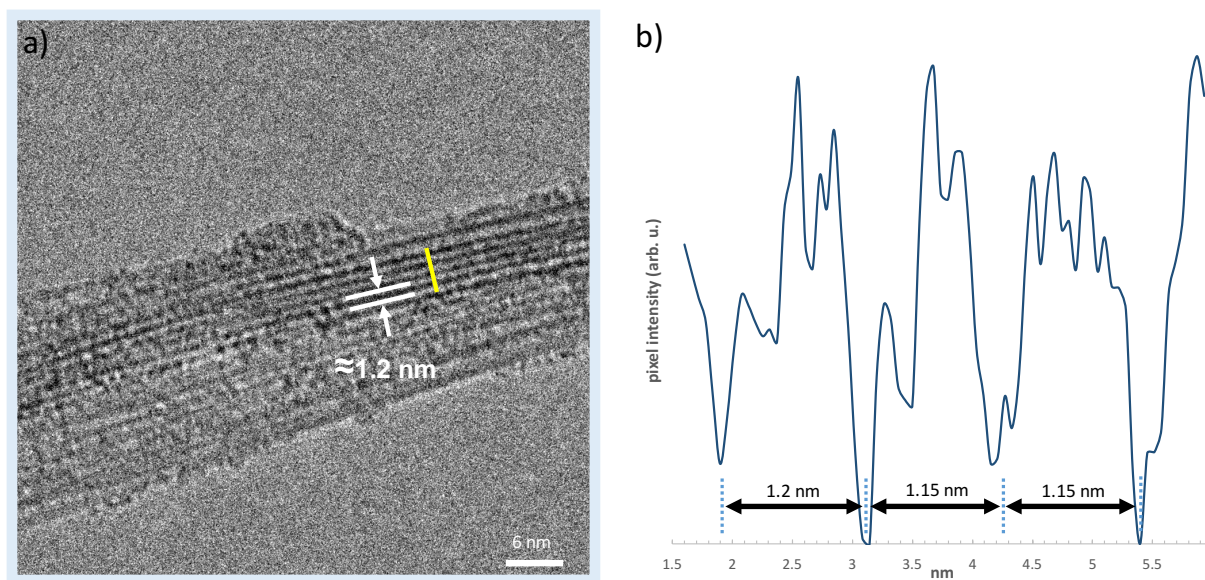 a)
≈1.2 nm
6 nm
b)
pixel intensity (arb. u.)
1.2 nm
1.15 nm
1.15 nm
1.5 2 2.5 3 3.5 4 4.5 5 5.5
nm